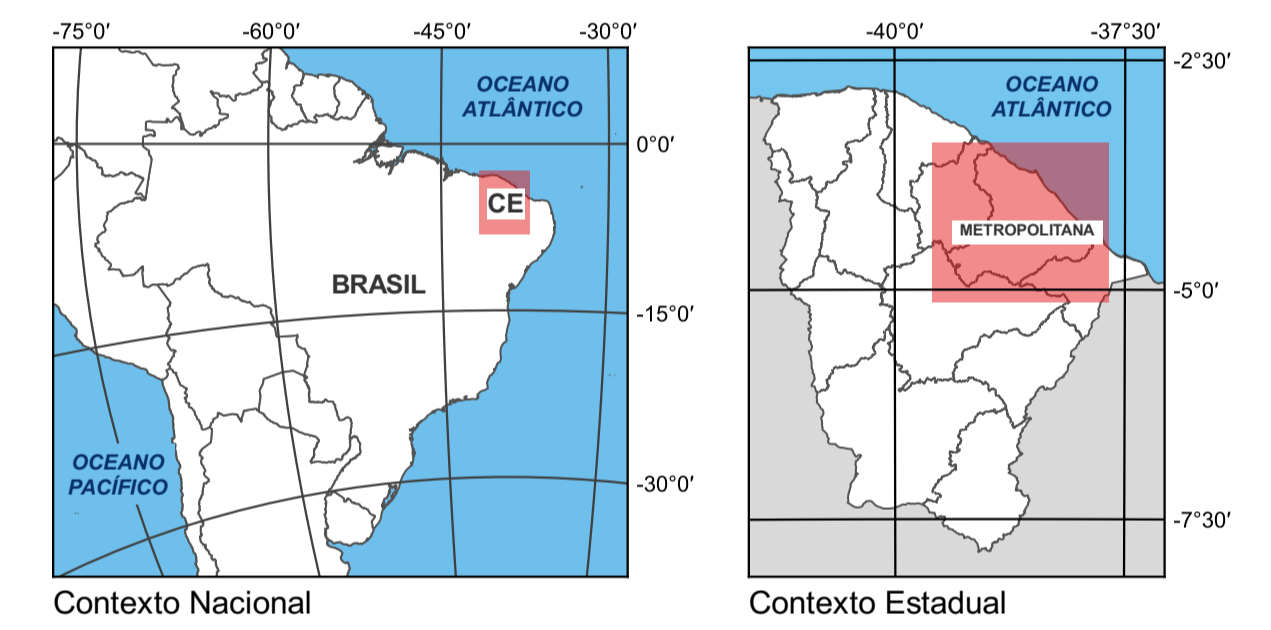 -75°0′ -60°0′ -45°0′ -30°0′
OCEANO
ATLÂNTICO
0°0′
CE
BRASIL
-15°0′
OCEANO
PACÍFICO
-30°0′
Contexto Nacional
-40°0′ -37°30′
-2°30′
OCEANO
ATLÂNTICO
METROPOLITANA
-5°0′
-7°30′
Contexto Estadual